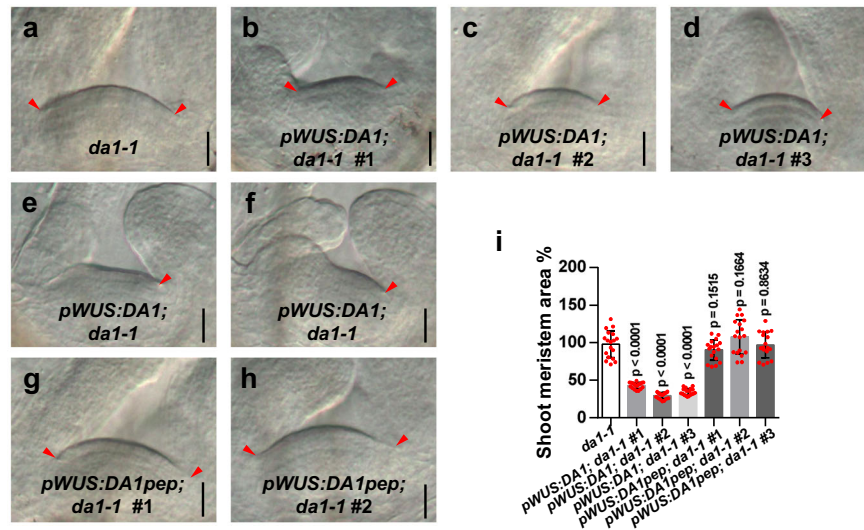 a
da1-1
b
pWUS:DA1;
da1-1 #1
c
pWUS:DA1;
da1-1 #2
d
pWUS:DA1;
da1-1 #3
e
pWUS:DA1;
da1-1
f
pWUS:DA1;
da1-1
g
pWUS:DA1pep;
da1-1 #1
h
pWUS:DA1pep;
da1-1 #2
i
Shoot meristem area %
200
150
100
50
0
p < 0.0001
p < 0.0001
p < 0.0001
p = 0.1515
p = 0.1664
p = 0.8634
da1-1
pWUS:DA1; da1-1 #1
pWUS:DA1; da1-1 #2
pWUS:DA1; da1-1 #3
pWUS:DA1pep; da1-1 #1
pWUS:DA1pep; da1-1 #2
pWUS:DA1pep; da1-1 #3